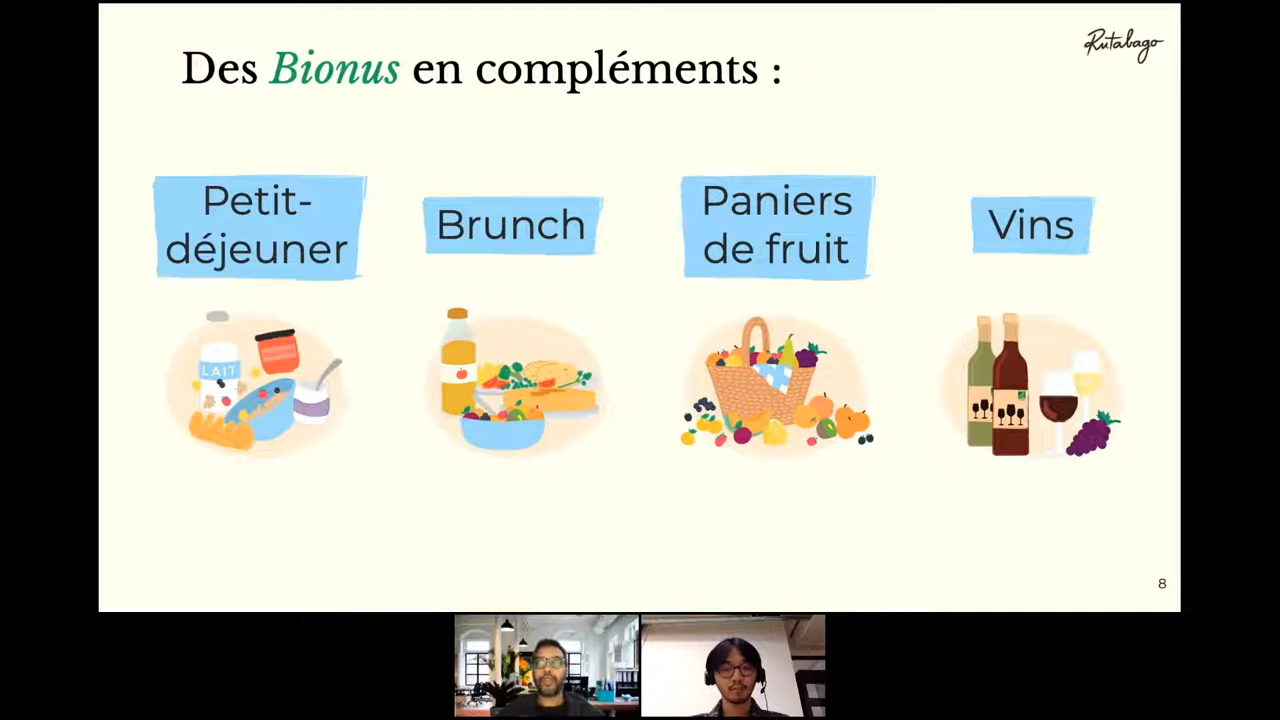 Rutabago
Des Bionus en compléments :
Petit-
déjeuner
Brunch
Paniers
de fruit
Vins
LAIT
8